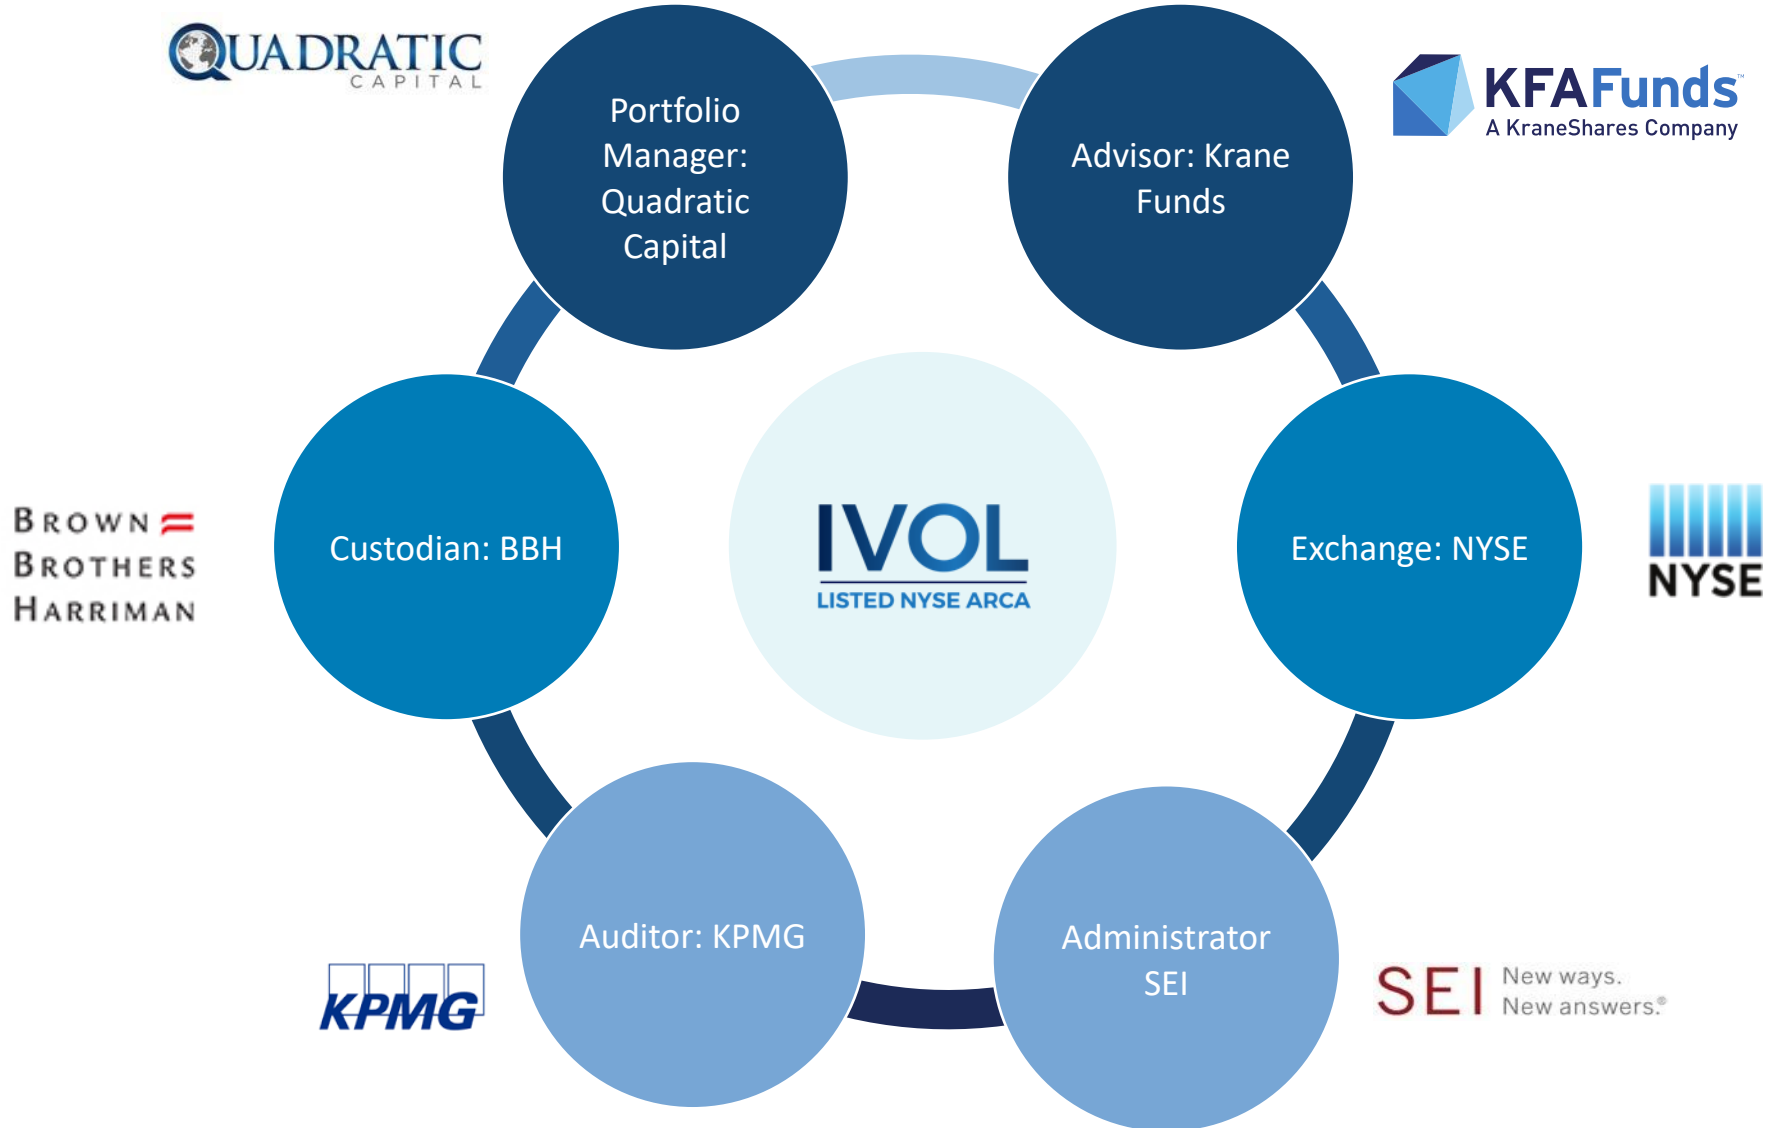 QUADRATIC
CAPITAL
Portfolio
Manager:
Quadratic
Capital
Advisor: Krane
Funds
KFAFunds™
A KraneShares Company
BROWN
BROTHERS
HARRIMAN
Custodian: BBH
IVOL
LISTED NYSE ARCA
Exchange: NYSE
NYSE
KPMG
Auditor: KPMG
Administrator
SEI
SEI
New ways.
New answers.®